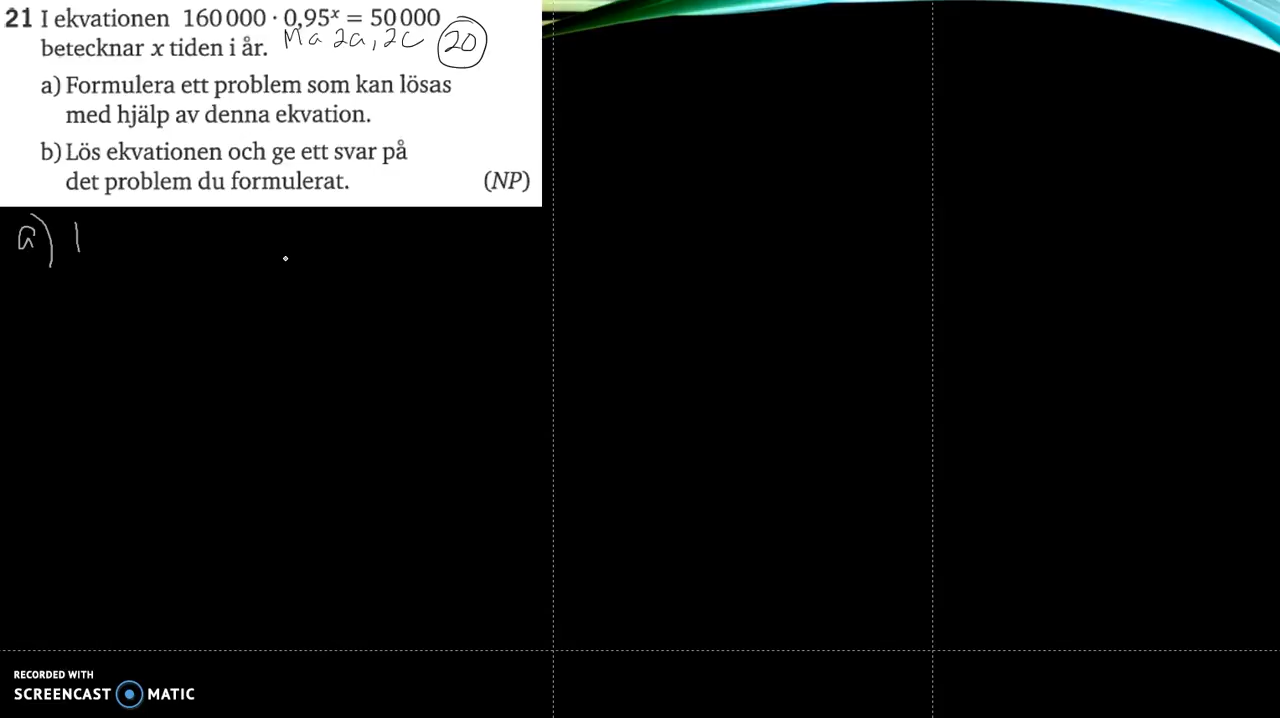 21 I ekvationen 160 000 · 0,95ˣ = 50 000
betecknar x tiden i år. Ma 2a, 2c 20
a) Formulera ett problem som kan lösas
med hjälp av denna ekvation.
b) Lös ekvationen och ge ett svar på
det problem du formulerat. (NP)
a) 1
RECORDED WITH
SCREENCAST MATIC